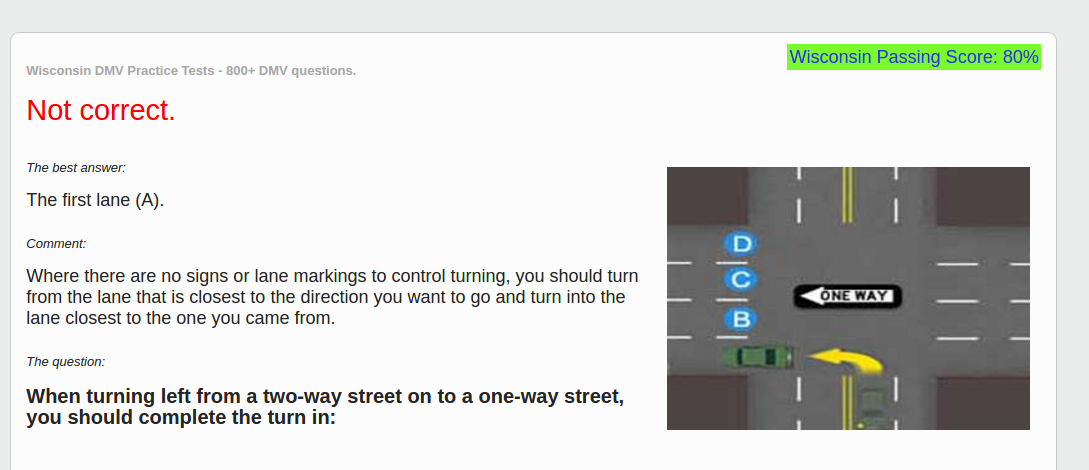 Wisconsin Passing Score: 80%
Wisconsin DMV Practice Tests - 800+ DMV questions.
Not correct.
The best answer:
The first lane (A).
Comment:
Where there are no signs or lane markings to control turning, you should turn
from the lane that is closest to the direction you want to go and turn into the
lane closest to the one you came from.
The question:
When turning left from a two-way street on to a one-way street,
you should complete the turn in:
D
C
ONE WAY
B